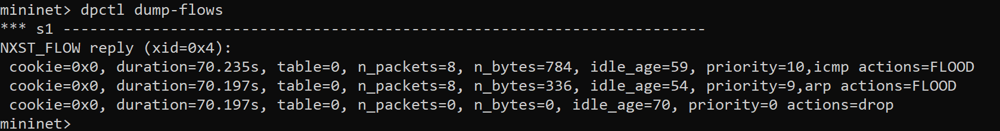 mininet> dpctl dump-flows
*** s1 ------------------------------------------------------------------------
NXST_FLOW reply (xid=0x4):
 cookie=0x0, duration=70.235s, table=0, n_packets=8, n_bytes=784, idle_age=59, priority=10,icmp actions=FLOOD
 cookie=0x0, duration=70.197s, table=0, n_packets=8, n_bytes=336, idle_age=54, priority=9,arp actions=FLOOD
 cookie=0x0, duration=70.197s, table=0, n_packets=0, n_bytes=0, idle_age=70, priority=0 actions=drop
mininet>